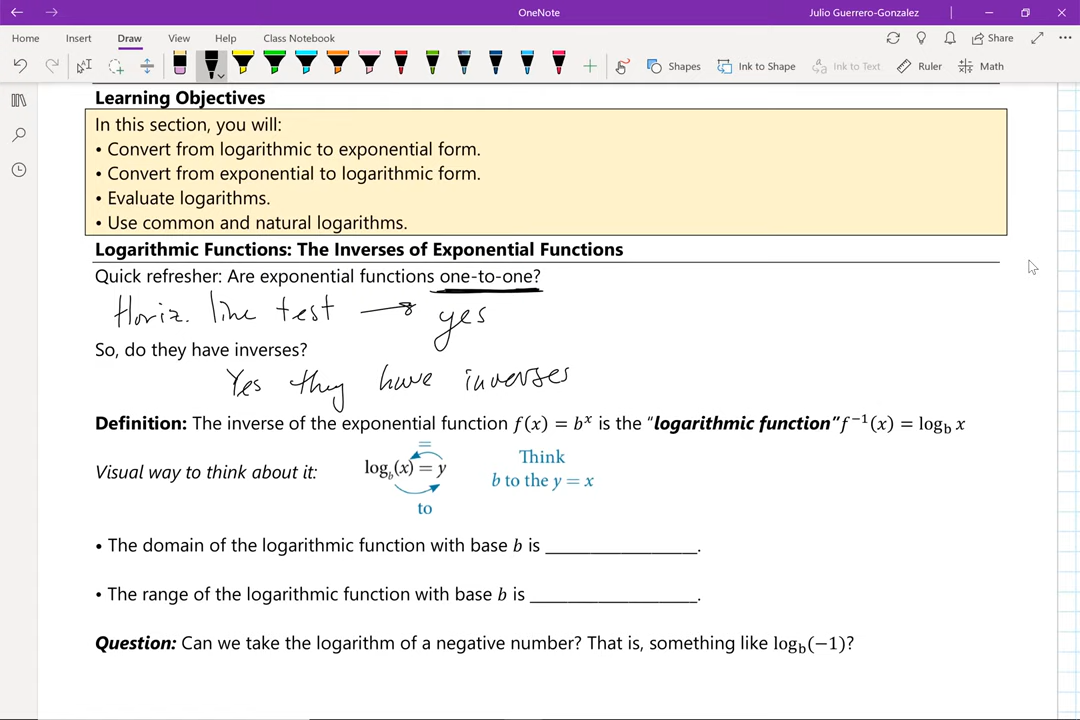 OneNote
Julio Guerrero-Gonzalez
Home Insert Draw View Help Class Notebook
Share
Shapes Ink to Shape Ink to Text Ruler Math
Learning Objectives
In this section, you will:
• Convert from logarithmic to exponential form.
• Convert from exponential to logarithmic form.
• Evaluate logarithms.
• Use common and natural logarithms.
Logarithmic Functions: The Inverses of Exponential Functions
Quick refresher: Are exponential functions one-to-one?
Horiz. line test → yes
So, do they have inverses?
Yes they have inverses
Definition: The inverse of the exponential function f(x) = bˣ is the “logarithmic function” f⁻¹(x) = log_b x
=
Visual way to think about it: log_b(x) = y
to
Think
b to the y = x
• The domain of the logarithmic function with base b is __________________.
• The range of the logarithmic function with base b is ____________________.
Question: Can we take the logarithm of a negative number? That is, something like log_b(−1)?